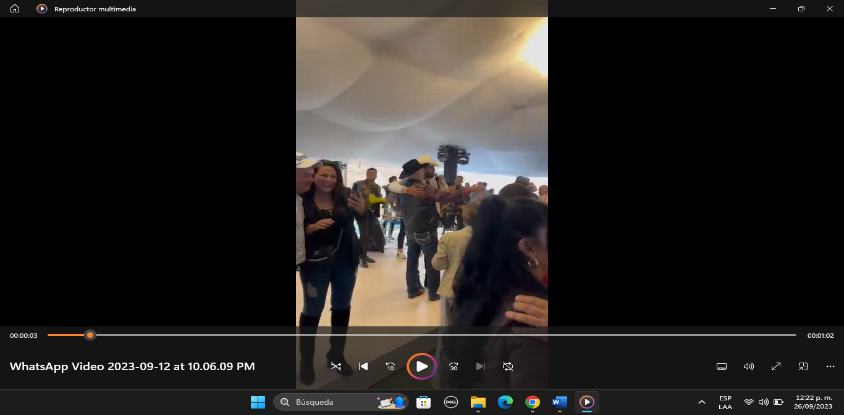 Reproductor multimedia
00:00:03
00:01:02
WhatsApp Video 2023-09-12 at 10.06.09 PM
Búsqueda
DELL
ESP
LAA
12:22 p. m.
26/09/2023